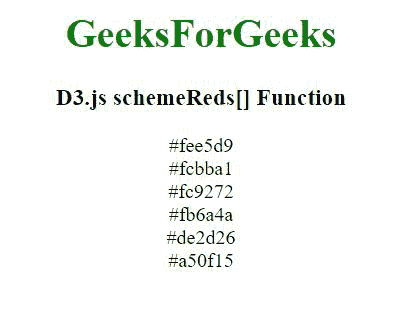 GeeksForGeeks
D3.js schemeReds[] Function
#fee5d9
#fcbba1
#fc9272
#fb6a4a
#de2d26
#a50f15